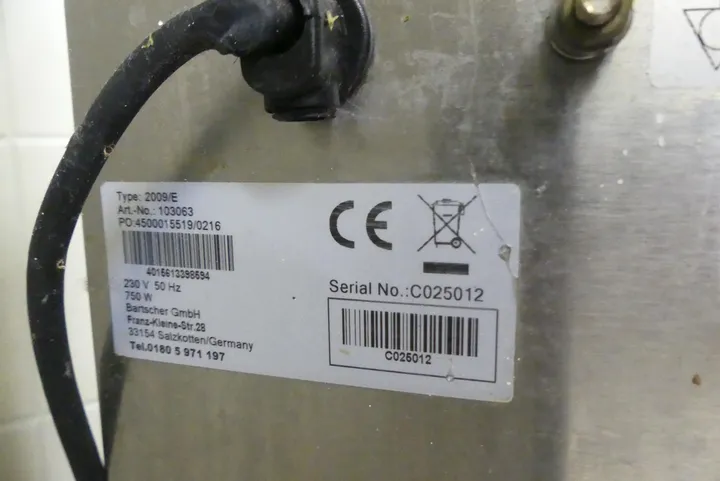 Type: 2009/E
Art.-No.: 103063
PO:4500015519/0216
4015613398594
230 V 50 Hz
750 W
Bartscher GmbH
Franz-Kleine-Str.28
33154 Salzkotten/Germany
Tel.0180 5 971 197
CE
Serial No.:C025012
C025012